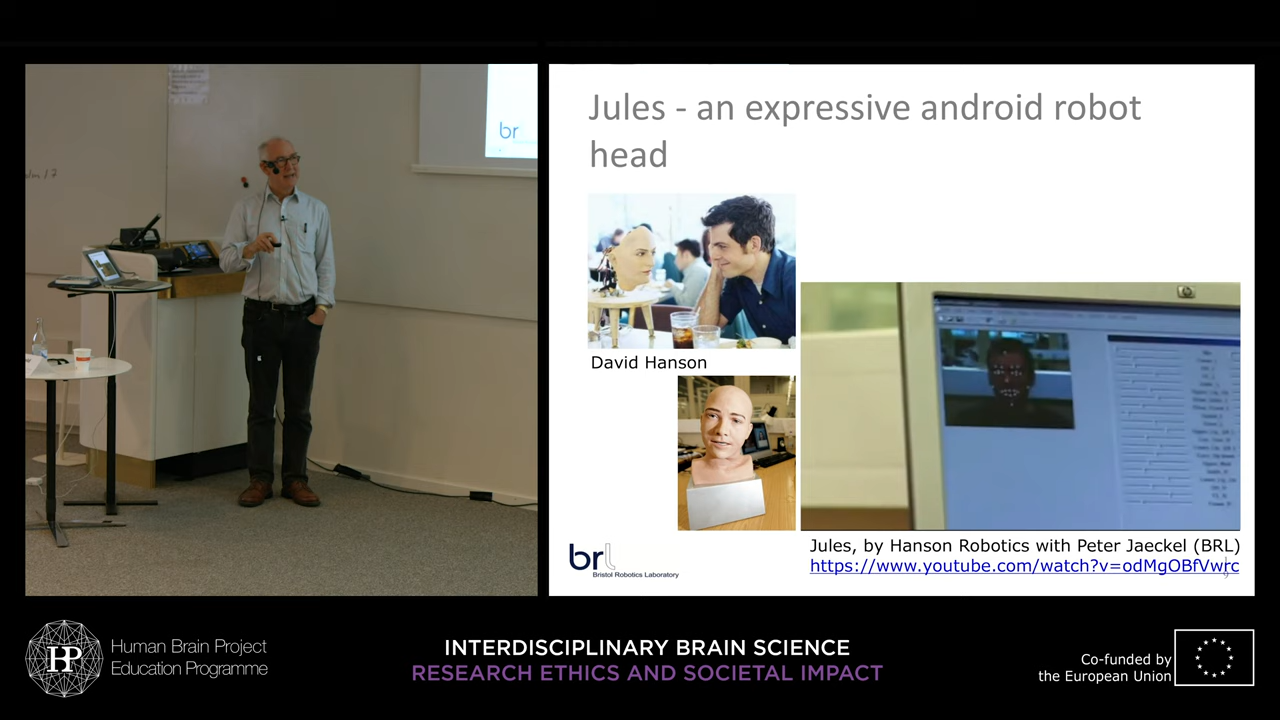 br
Jules - an expressive android robot
head
David Hanson
brl
Bristol Robotics Laboratory
Jules, by Hanson Robotics with Peter Jaeckel (BRL)
https://www.youtube.com/watch?v=odMgOBfVwrc
HP
Human Brain Project
Education Programme
INTERDISCIPLINARY BRAIN SCIENCE
RESEARCH ETHICS AND SOCIETAL IMPACT
Co-funded by
the European Union